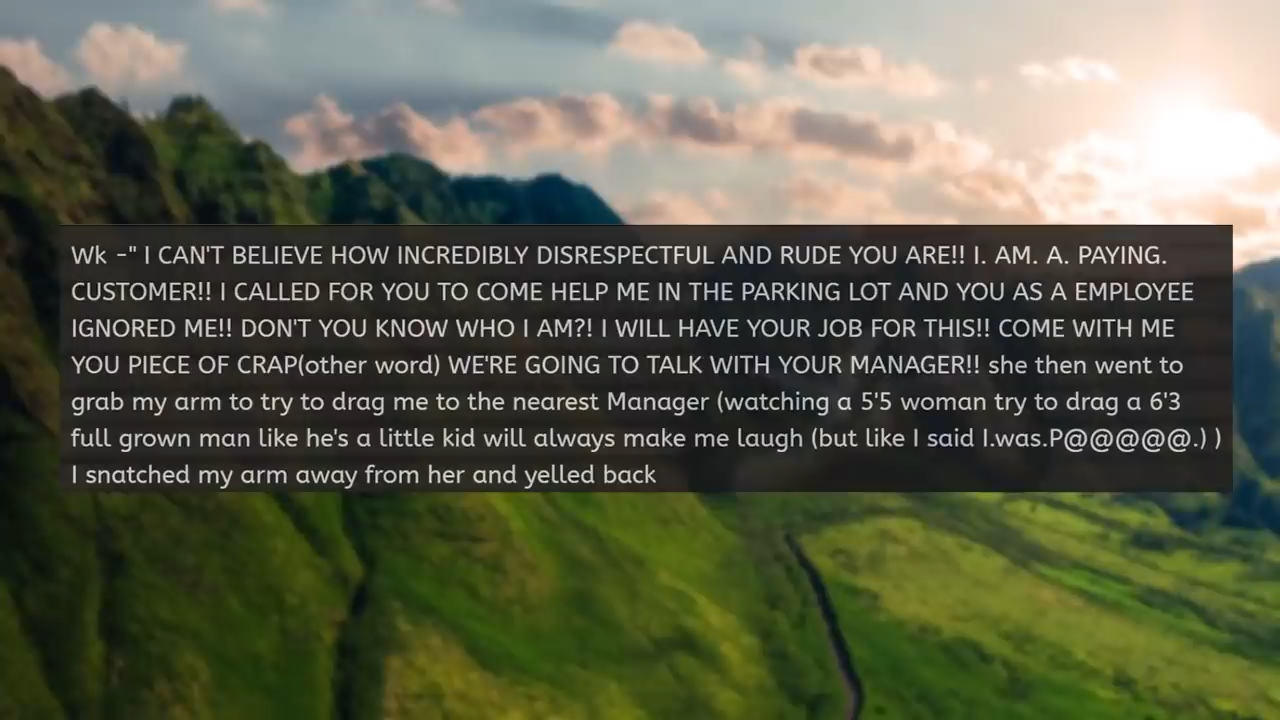 Wk -" I CAN'T BELIEVE HOW INCREDIBLY DISRESPECTFUL AND RUDE YOU ARE!! I. AM. A. PAYING.
CUSTOMER!! I CALLED FOR YOU TO COME HELP ME IN THE PARKING LOT AND YOU AS A EMPLOYEE
IGNORED ME!! DON'T YOU KNOW WHO I AM?! I WILL HAVE YOUR JOB FOR THIS!! COME WITH ME
YOU PIECE OF CRAP(other word) WE'RE GOING TO TALK WITH YOUR MANAGER!! she then went to
grab my arm to try to drag me to the nearest Manager (watching a 5'5 woman try to drag a 6'3
full grown man like he's a little kid will always make me laugh (but like I said I.was.P@@@@@.) )
I snatched my arm away from her and yelled back